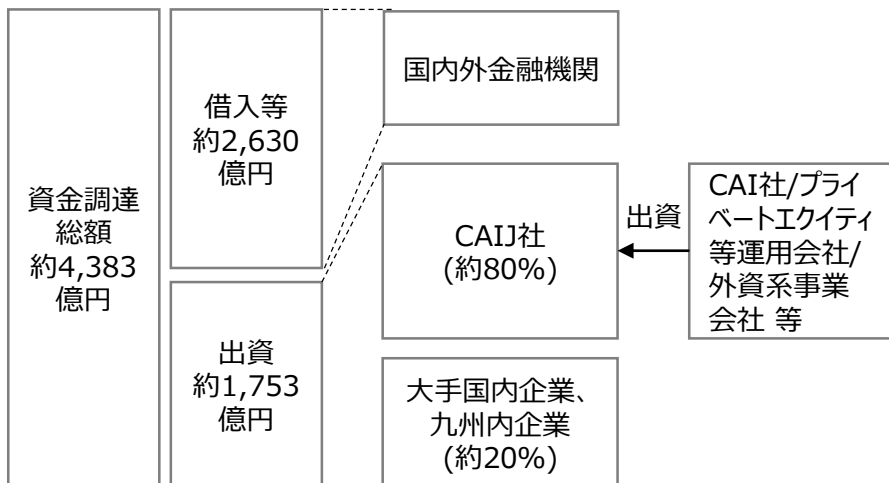 資金調達
総額
約4,383
億円
借入等
約2,630
億円
出資
約1,753
億円
国内外金融機関
CAIJ社
(約80%)
大手国内企業、
九州内企業
(約20%)
出資
CAI社/プライ
ベートエクイティ
等運用会社/
外資系事業
会社 等